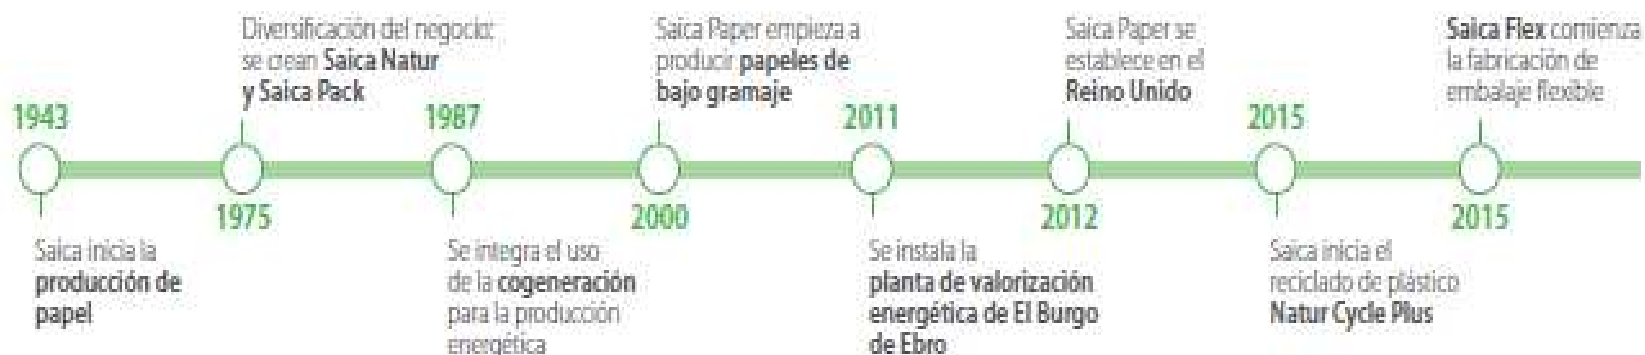 1943
Saica inicia la
producción de
papel
Diversificación del negocio:
se crean Saica Natur
y Saica Pack
1975
1987
Se integra el uso
de la cogeneración
para la producción
energética
Saica Paper empieza a
producir papeles de
bajo gramaje
2000
2011
Se instala la
planta de valorización
energética de El Burgo
de Ebro
Saica Paper se
establece en el
Reino Unido
2012
2015
Saica inicia el
reciclado de plástico
Natur Cycle Plus
Saica Flex comienza
la fabricación de
embalaje flexible
2015